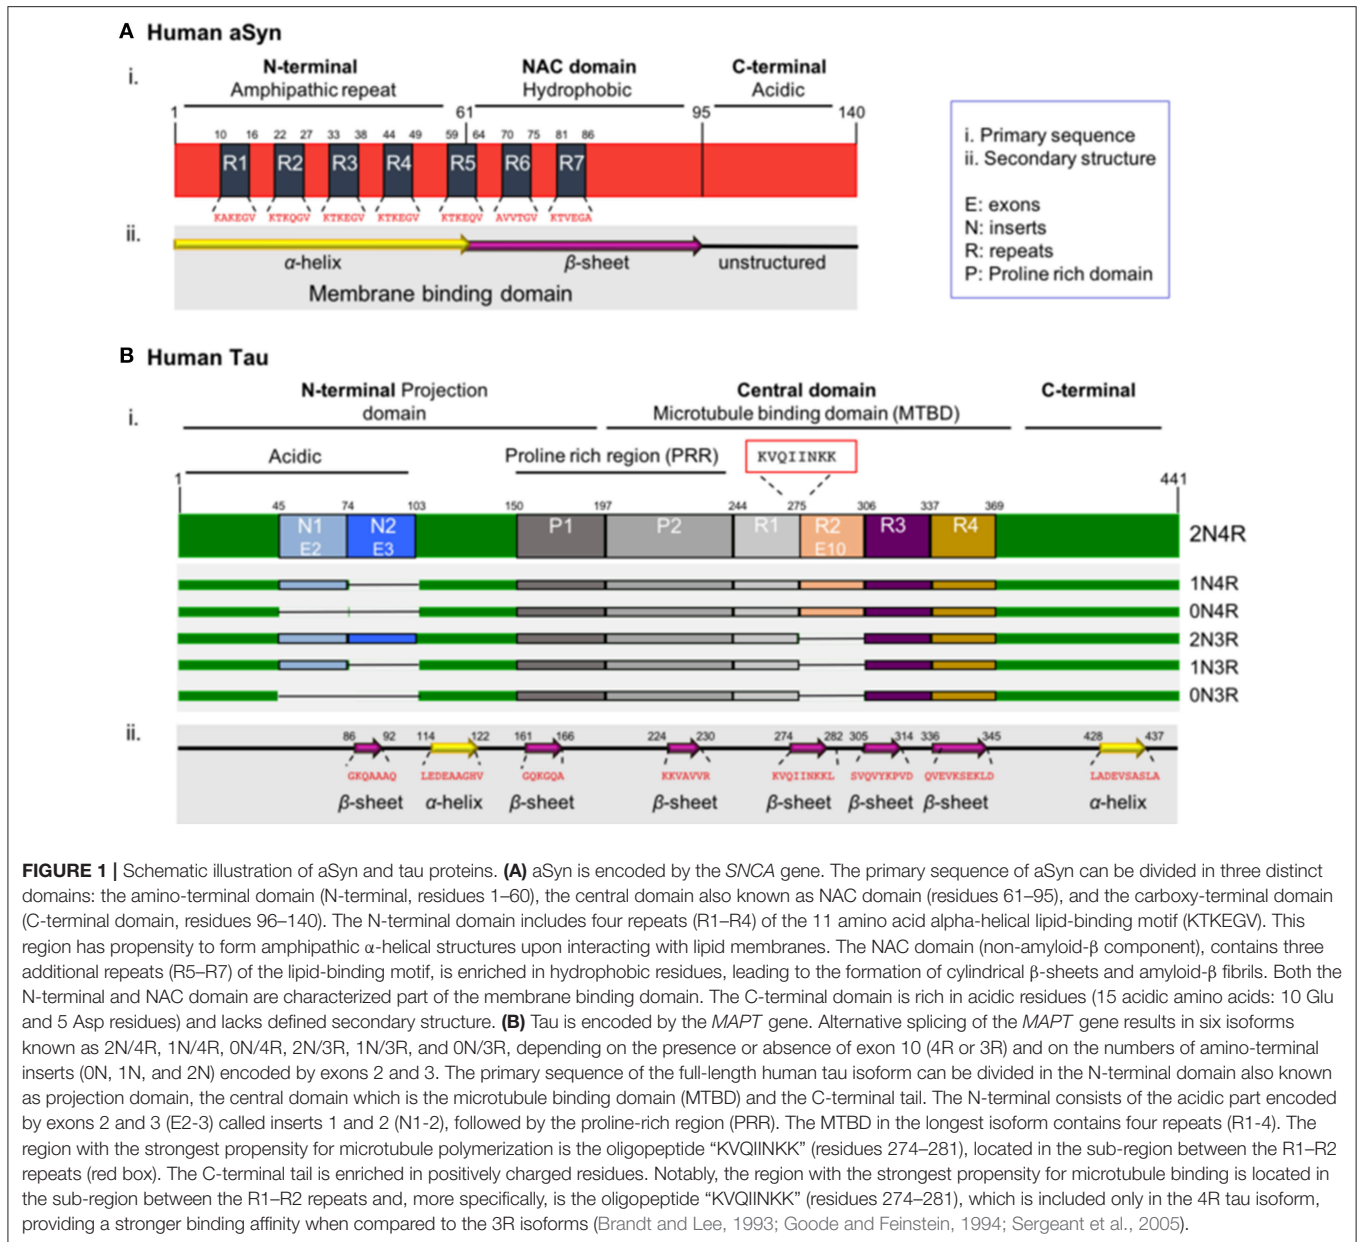 A Human aSyn
i.
N-terminal NAC domain C-terminal
Amphipathic repeat Hydrophobic Acidic
1 61 95 140
10 16 22 27 33 38 44 49 59 64 70 75 81 86
R1 R2 R3 R4 R5 R6 R7
KAKEGV KTKQGV KTKEGV KTKEGV KTKEQV AVVTGV KTVEGA
ii.
α-helix β-sheet unstructured
Membrane binding domain
i. Primary sequence
ii. Secondary structure
E: exons
N: inserts
R: repeats
P: Proline rich domain
B Human Tau
i.
N-terminal Projection
domain
Central domain
Microtubule binding domain (MTBD)
C-terminal
Acidic Proline rich region (PRR) KVQIINKK
1 441
45 74 103 150 197 244 275 306 337 369
N1 N2 P1 P2 R1 R2 R3 R4
E2 E3 E10
2N4R
1N4R
0N4R
2N3R
1N3R
0N3R
ii.
86 92 114 122 161 166 224 230 274 282 305 314 336 345 428 437
GKQAAAQ LEDEAAGHV GQKGQA KKVAVVR KVQIINKKL SVQVYKPVD QVEVKSEKLD LADEVSASLA
β-sheet α-helix β-sheet β-sheet β-sheet β-sheet β-sheet α-helix
FIGURE 1 | Schematic illustration of aSyn and tau proteins. (A) aSyn is encoded by the SNCA gene. The primary sequence of aSyn can be divided in three distinct
domains: the amino-terminal domain (N-terminal, residues 1–60), the central domain also known as NAC domain (residues 61–95), and the carboxy-terminal domain
(C-terminal domain, residues 96–140). The N-terminal domain includes four repeats (R1–R4) of the 11 amino acid alpha-helical lipid-binding motif (KTKEGV). This
region has propensity to form amphipathic α-helical structures upon interacting with lipid membranes. The NAC domain (non-amyloid-β component), contains three
additional repeats (R5–R7) of the lipid-binding motif, is enriched in hydrophobic residues, leading to the formation of cylindrical β-sheets and amyloid-β fibrils. Both the
N-terminal and NAC domain are characterized part of the membrane binding domain. The C-terminal domain is rich in acidic residues (15 acidic amino acids: 10 Glu
and 5 Asp residues) and lacks defined secondary structure. (B) Tau is encoded by the MAPT gene. Alternative splicing of the MAPT gene results in six isoforms
known as 2N/4R, 1N/4R, 0N/4R, 2N/3R, 1N/3R, and 0N/3R, depending on the presence or absence of exon 10 (4R or 3R) and on the numbers of amino-terminal
inserts (0N, 1N, and 2N) encoded by exons 2 and 3. The primary sequence of the full-length human tau isoform can be divided in the N-terminal domain also known
as projection domain, the central domain which is the microtubule binding domain (MTBD) and the C-terminal tail. The N-terminal consists of the acidic part encoded
by exons 2 and 3 (E2-3) called inserts 1 and 2 (N1-2), followed by the proline-rich region (PRR). The MTBD in the longest isoform contains four repeats (R1-4). The
region with the strongest propensity for microtubule polymerization is the oligopeptide “KVQIINKK” (residues 274–281), located in the sub-region between the R1–R2
repeats (red box). The C-terminal tail is enriched in positively charged residues. Notably, the region with the strongest propensity for microtubule binding is located in
the sub-region between the R1–R2 repeats and, more specifically, is the oligopeptide “KVQIINKK” (residues 274–281), which is included only in the 4R tau isoform,
providing a stronger binding affinity when compared to the 3R isoforms (Brandt and Lee, 1993; Goode and Feinstein, 1994; Sergeant et al., 2005).